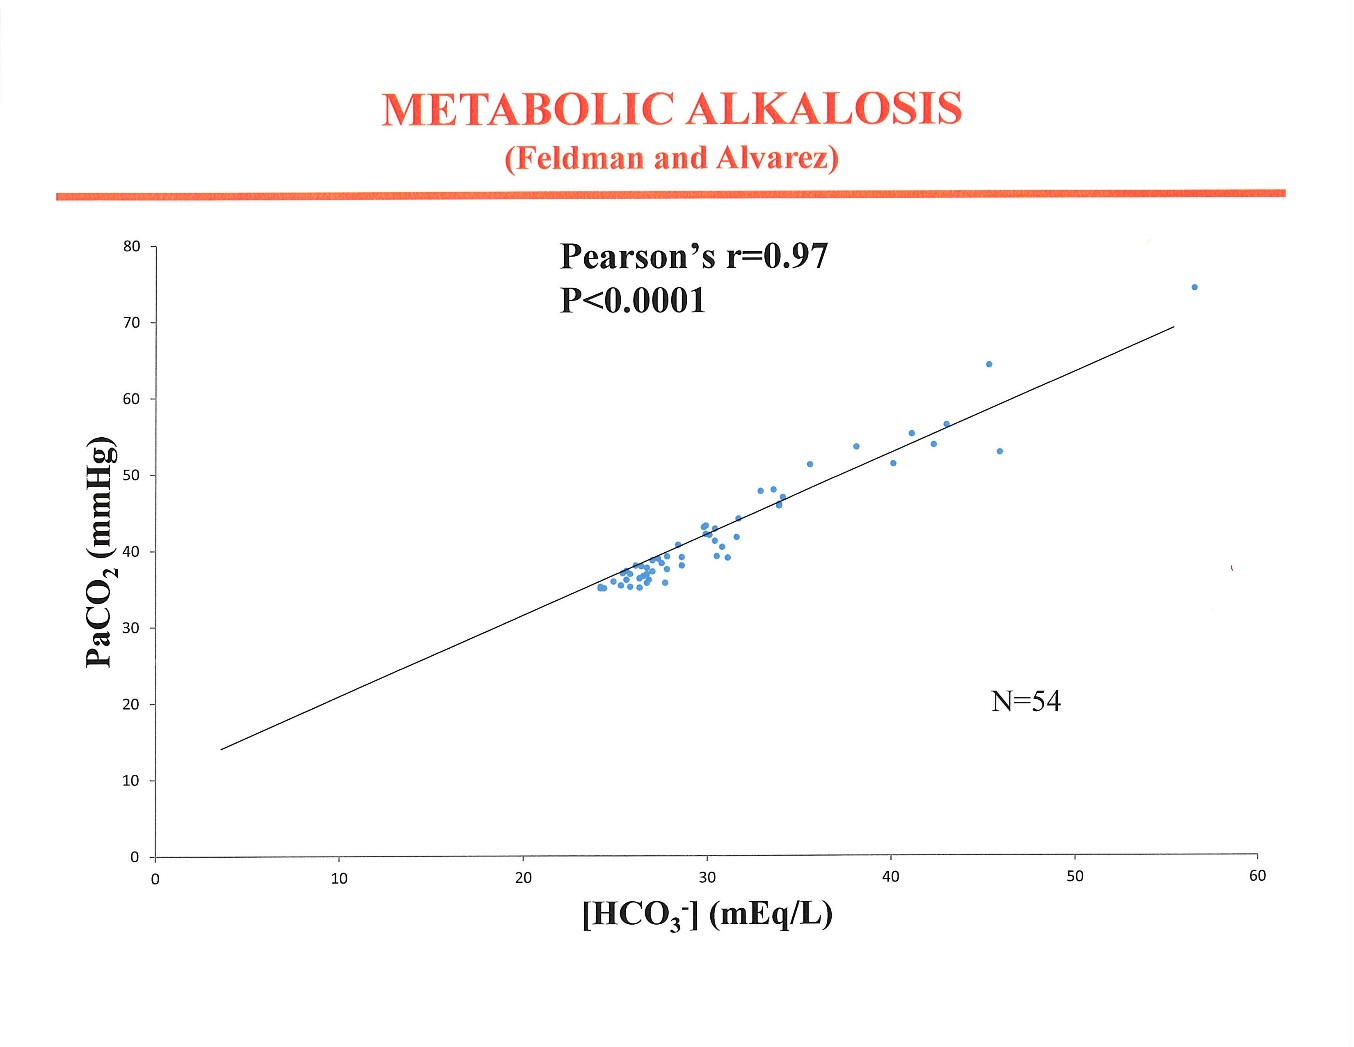 METABOLIC ALKALOSIS
(Feldman and Alvarez)
Pearson's r=0.97
P<0.0001
80
70
60
50
40
30
20
10
0
PaCO₂ (mmHg)
N=54
0 10 20 30 40 50 60
[HCO₃⁻] (mEq/L)